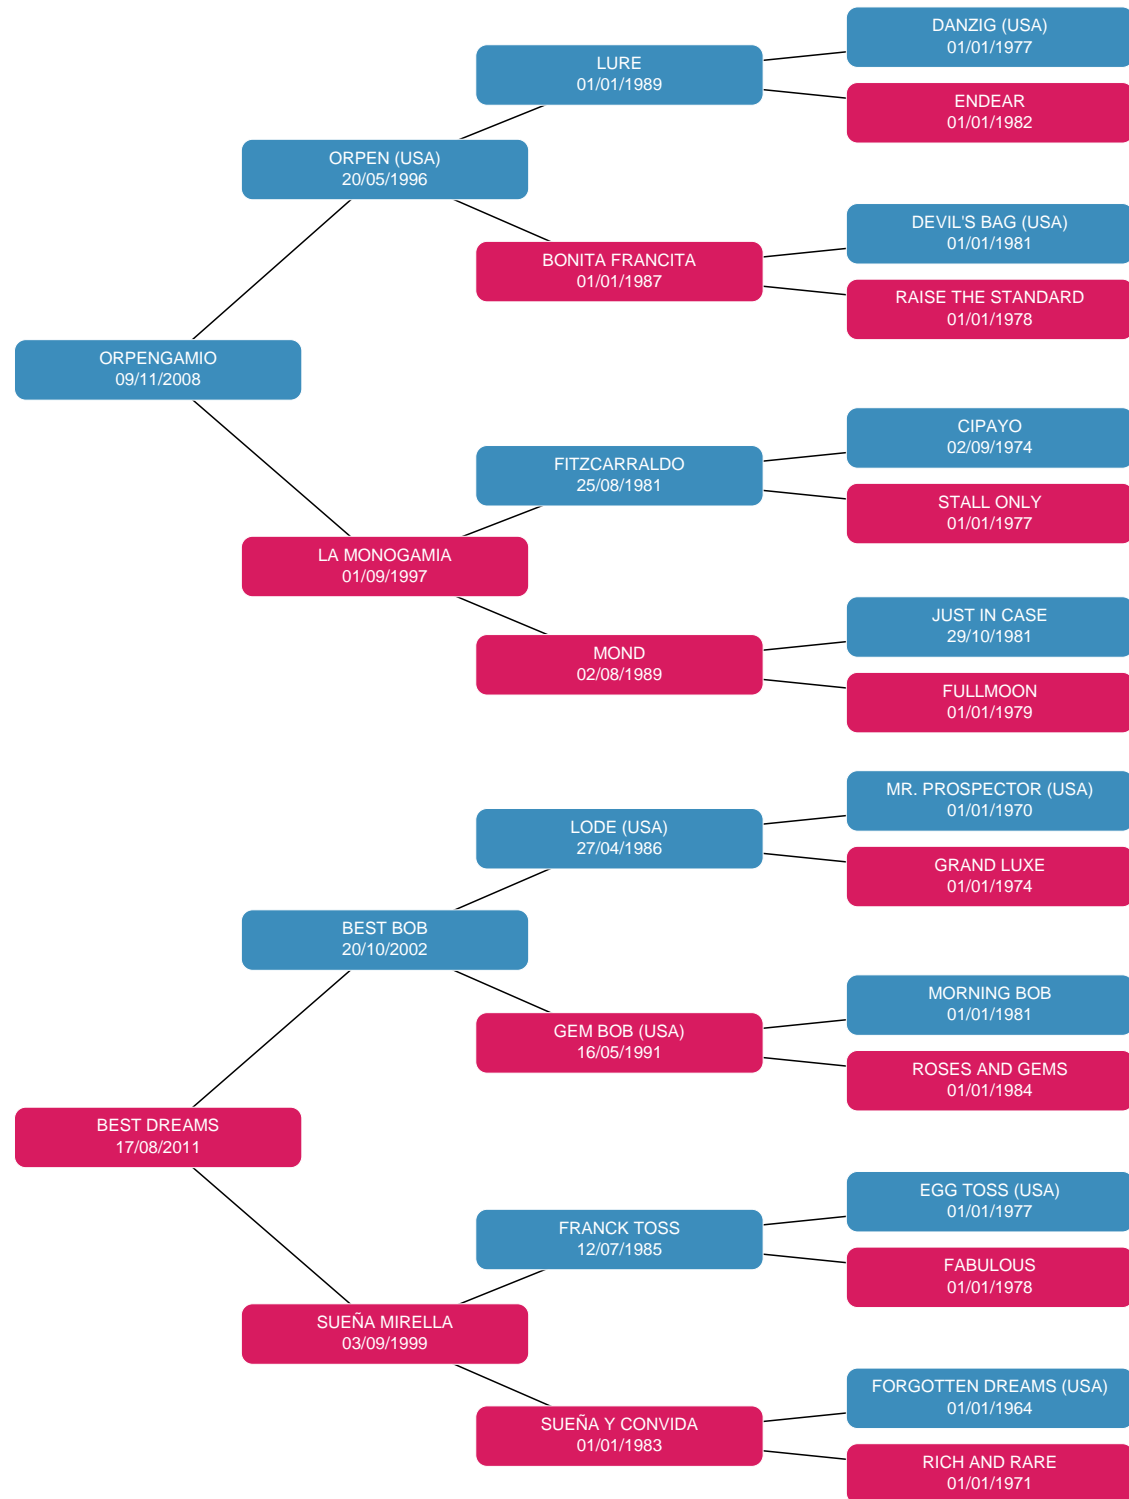 DANZIG (USA)
01/01/1977
LURE
01/01/1989
ENDEAR
01/01/1982
ORPEN (USA)
20/05/1996
DEVIL'S BAG (USA)
01/01/1981
BONITA FRANCITA
01/01/1987
RAISE THE STANDARD
01/01/1978
ORPENGAMIO
09/11/2008
CIPAYO
02/09/1974
FITZCARRALDO
25/08/1981
STALL ONLY
01/01/1977
LA MONOGAMIA
01/09/1997
JUST IN CASE
29/10/1981
MOND
02/08/1989
FULLMOON
01/01/1979
MR. PROSPECTOR (USA)
01/01/1970
LODE (USA)
27/04/1986
GRAND LUXE
01/01/1974
BEST BOB
20/10/2002
MORNING BOB
01/01/1981
GEM BOB (USA)
16/05/1991
ROSES AND GEMS
01/01/1984
BEST DREAMS
17/08/2011
EGG TOSS (USA)
01/01/1977
FRANCK TOSS
12/07/1985
FABULOUS
01/01/1978
SUEÑA MIRELLA
03/09/1999
FORGOTTEN DREAMS (USA)
01/01/1964
SUEÑA Y CONVIDA
01/01/1983
RICH AND RARE
01/01/1971